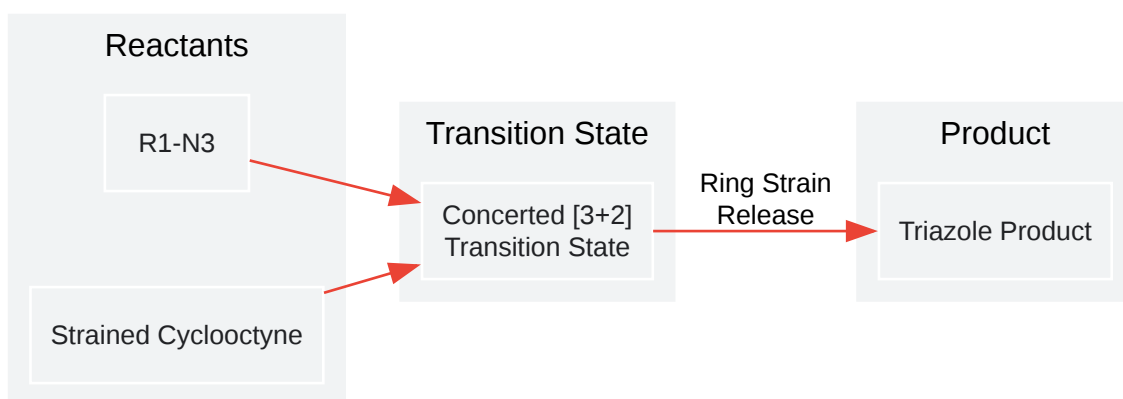 Reactants
R1-N3
Strained Cyclooctyne
Transition State
Concerted [3+2]
Transition State
Ring Strain
Release
Product
Triazole Product